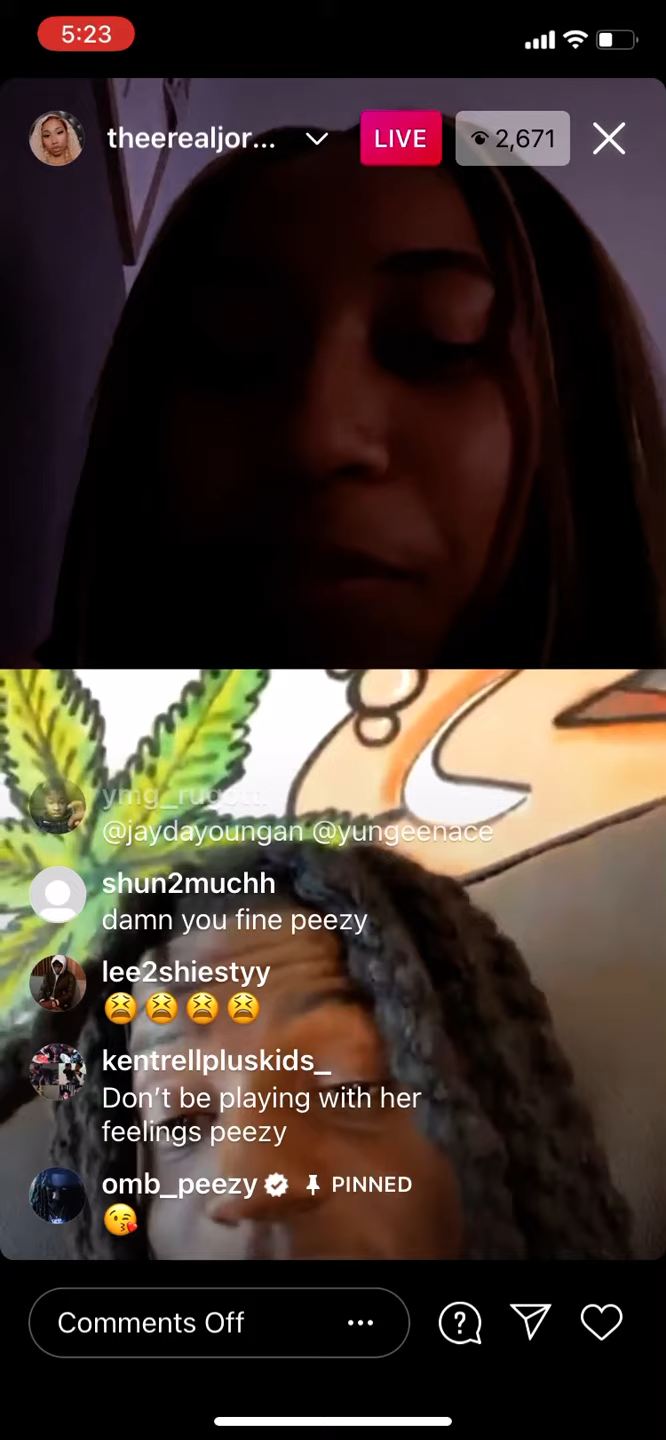 5:23
theerealjor...
LIVE
2,671
@jaydayoungan @yungeenace
shun2muchh
damn you fine peezy
lee2shiestyy
😫😫😫😫
kentrellpluskids_
Don't be playing with her
feelings peezy
omb_peezy PINNED
😘
Comments Off